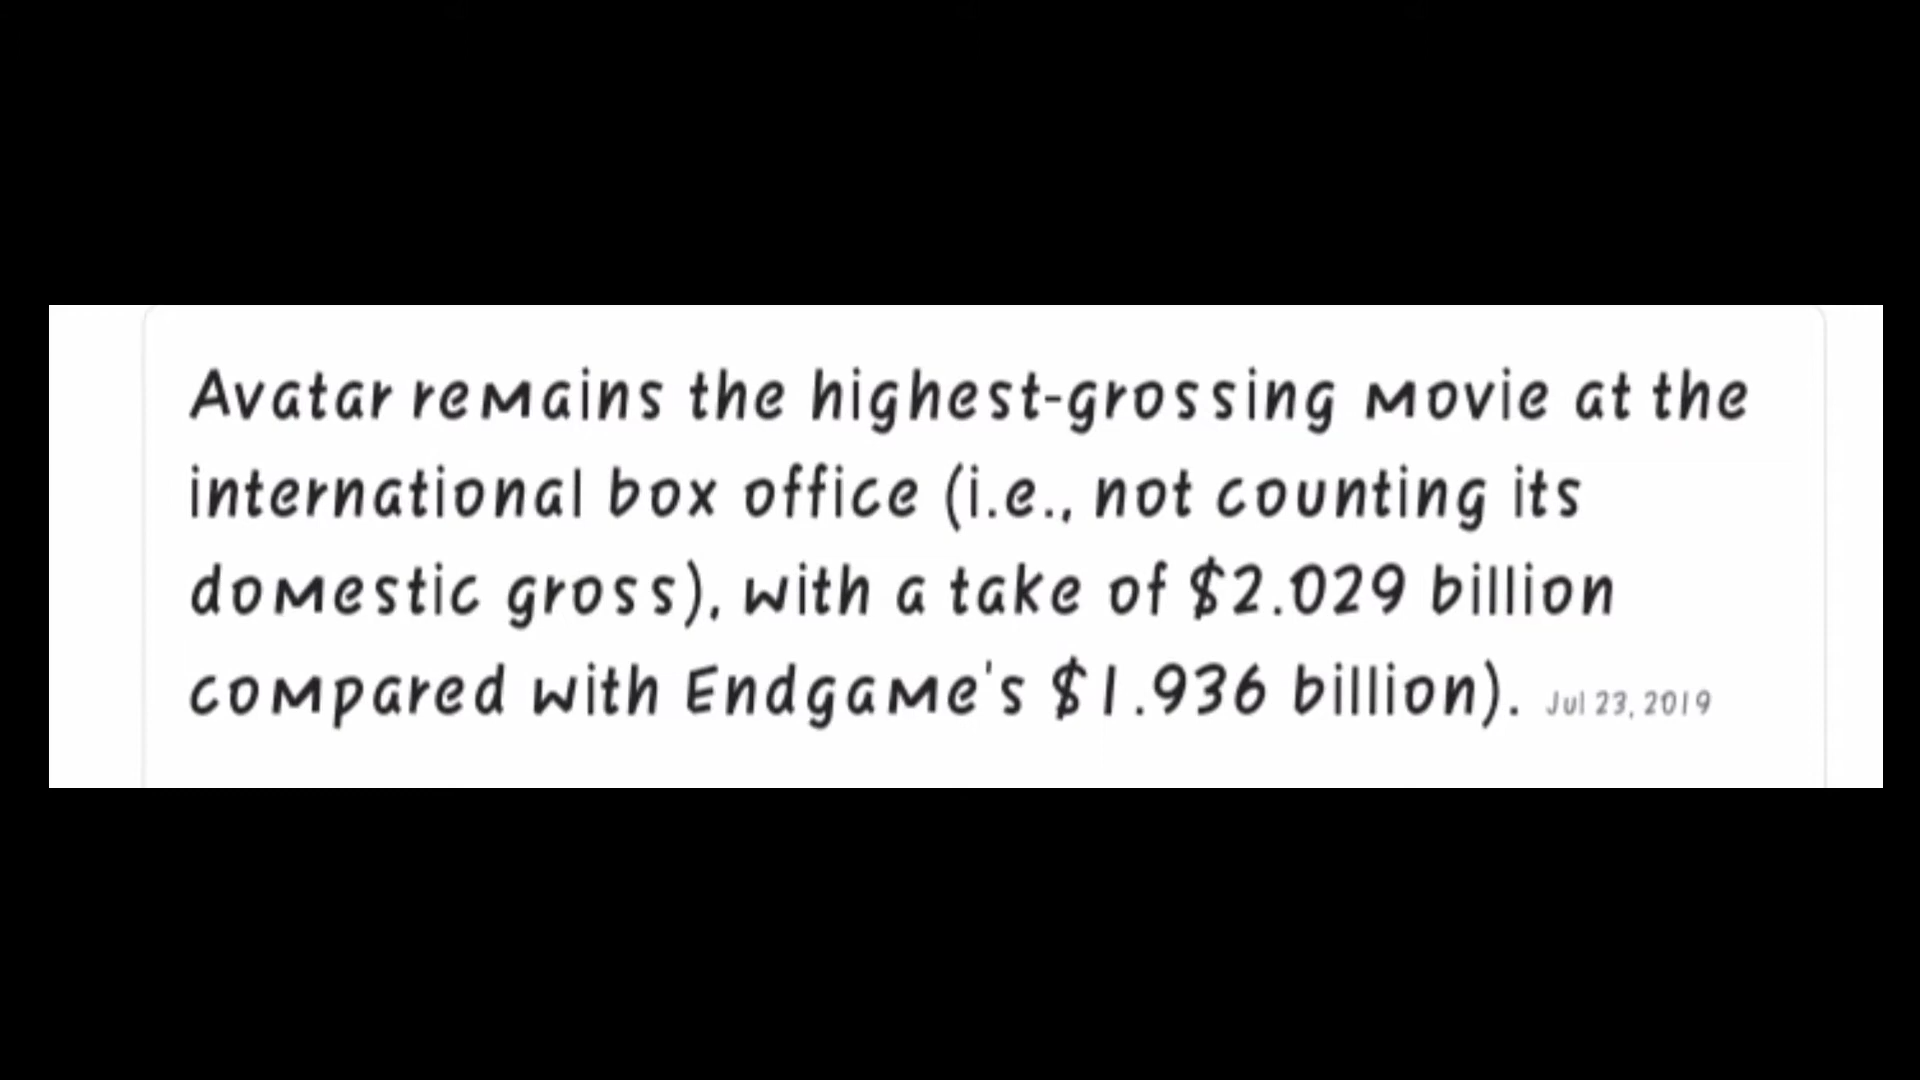 Avatar remains the highest-grossing movie at the
international box office (i.e., not counting its
domestic gross), with a take of $2.029 billion
compared with Endgame's $1.936 billion). Jul 23, 2019